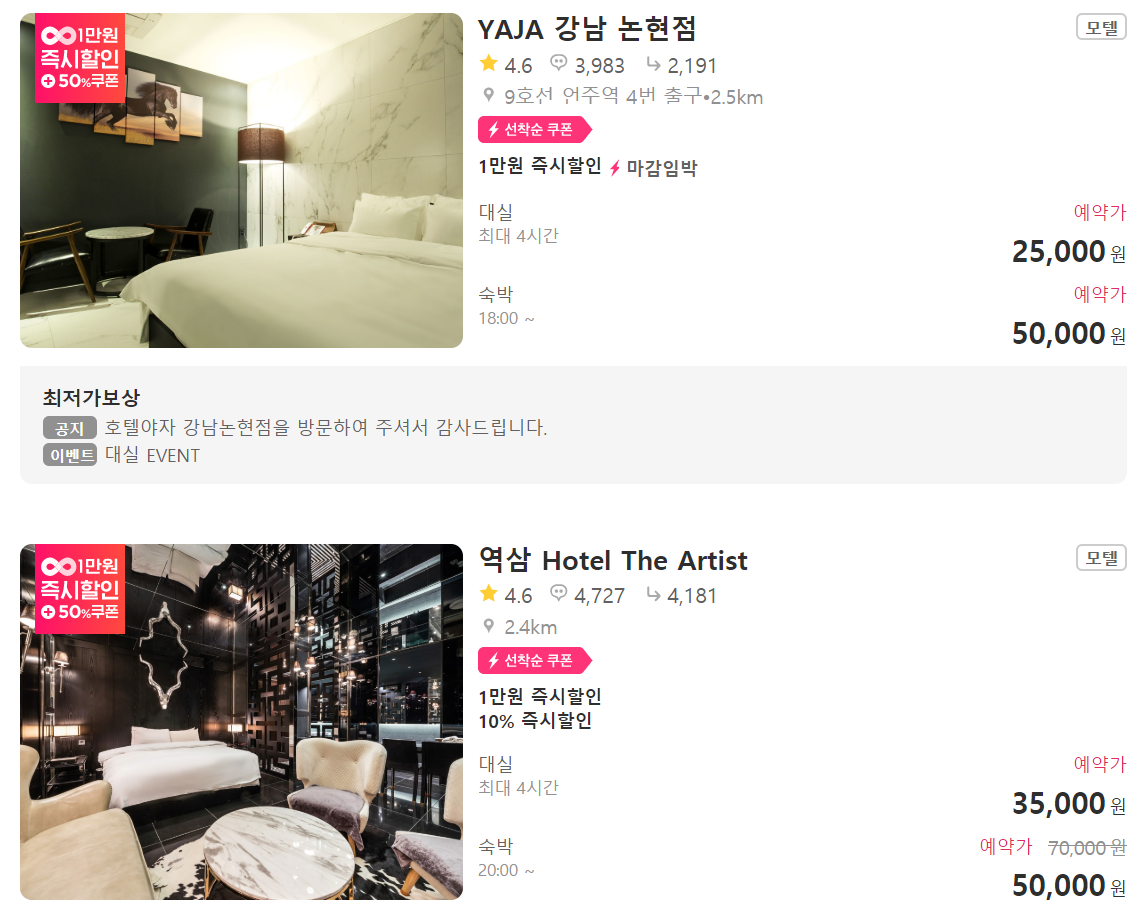 1만원
즉시할인
+ 50%쿠폰
YAJA 강남 논현점
모텔
4.6 3,983 2,191
9호선 언주역 4번 출구•2.5km
선착순 쿠폰
1만원 즉시할인 마감임박
대실
예약가
최대 4시간
25,000 원
숙박
예약가
18:00 ~
50,000 원
최저가보상
공지 호텔야자 강남논현점을 방문하여 주셔서 감사드립니다.
이벤트 대실 EVENT
1만원
즉시할인
+ 50%쿠폰
역삼 Hotel The Artist
모텔
4.6 4,727 4,181
2.4km
선착순 쿠폰
1만원 즉시할인
10% 즉시할인
대실
예약가
최대 4시간
35,000 원
숙박
예약가 70,000 원
20:00 ~
50,000 원